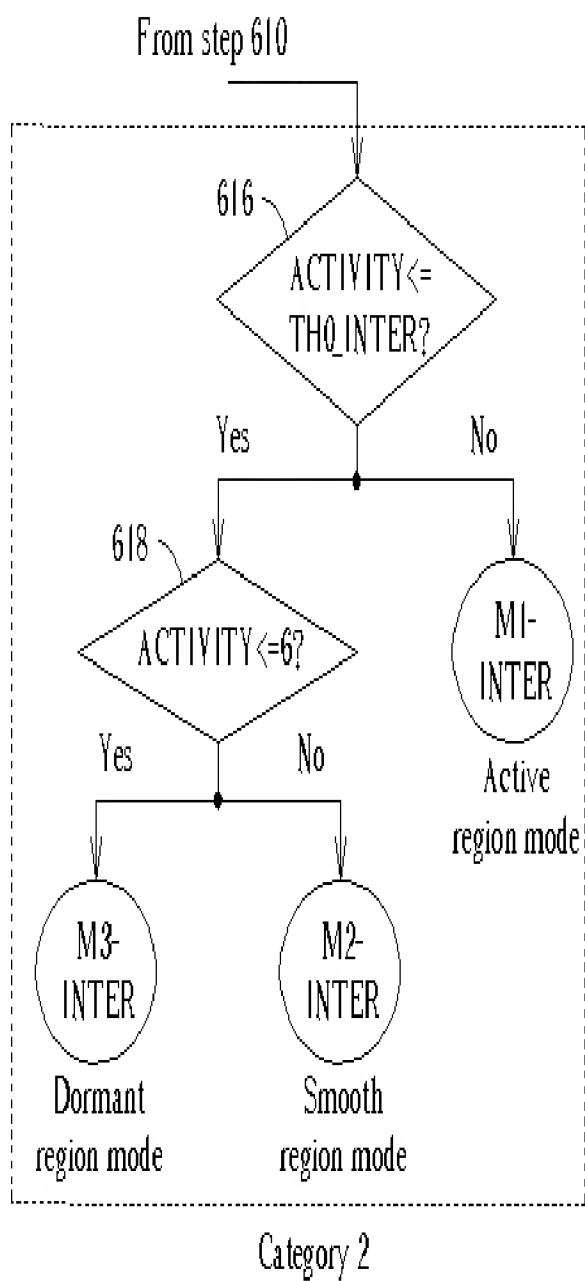 From step 610
616
ACTIVITY<=
TH0_INTER?
Yes
No
618
ACTIVITY<=6?
M1-
INTER
Yes
No
Active
region mode
M3-
INTER
M2-
INTER
Dormant
region mode
Smooth
region mode
Category 2